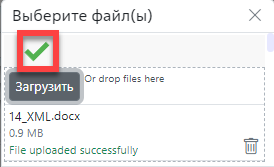 Выберите файл(ы)
Загрузить
Or drop files here
14_XML.docx
0.9 MB
File uploaded successfully